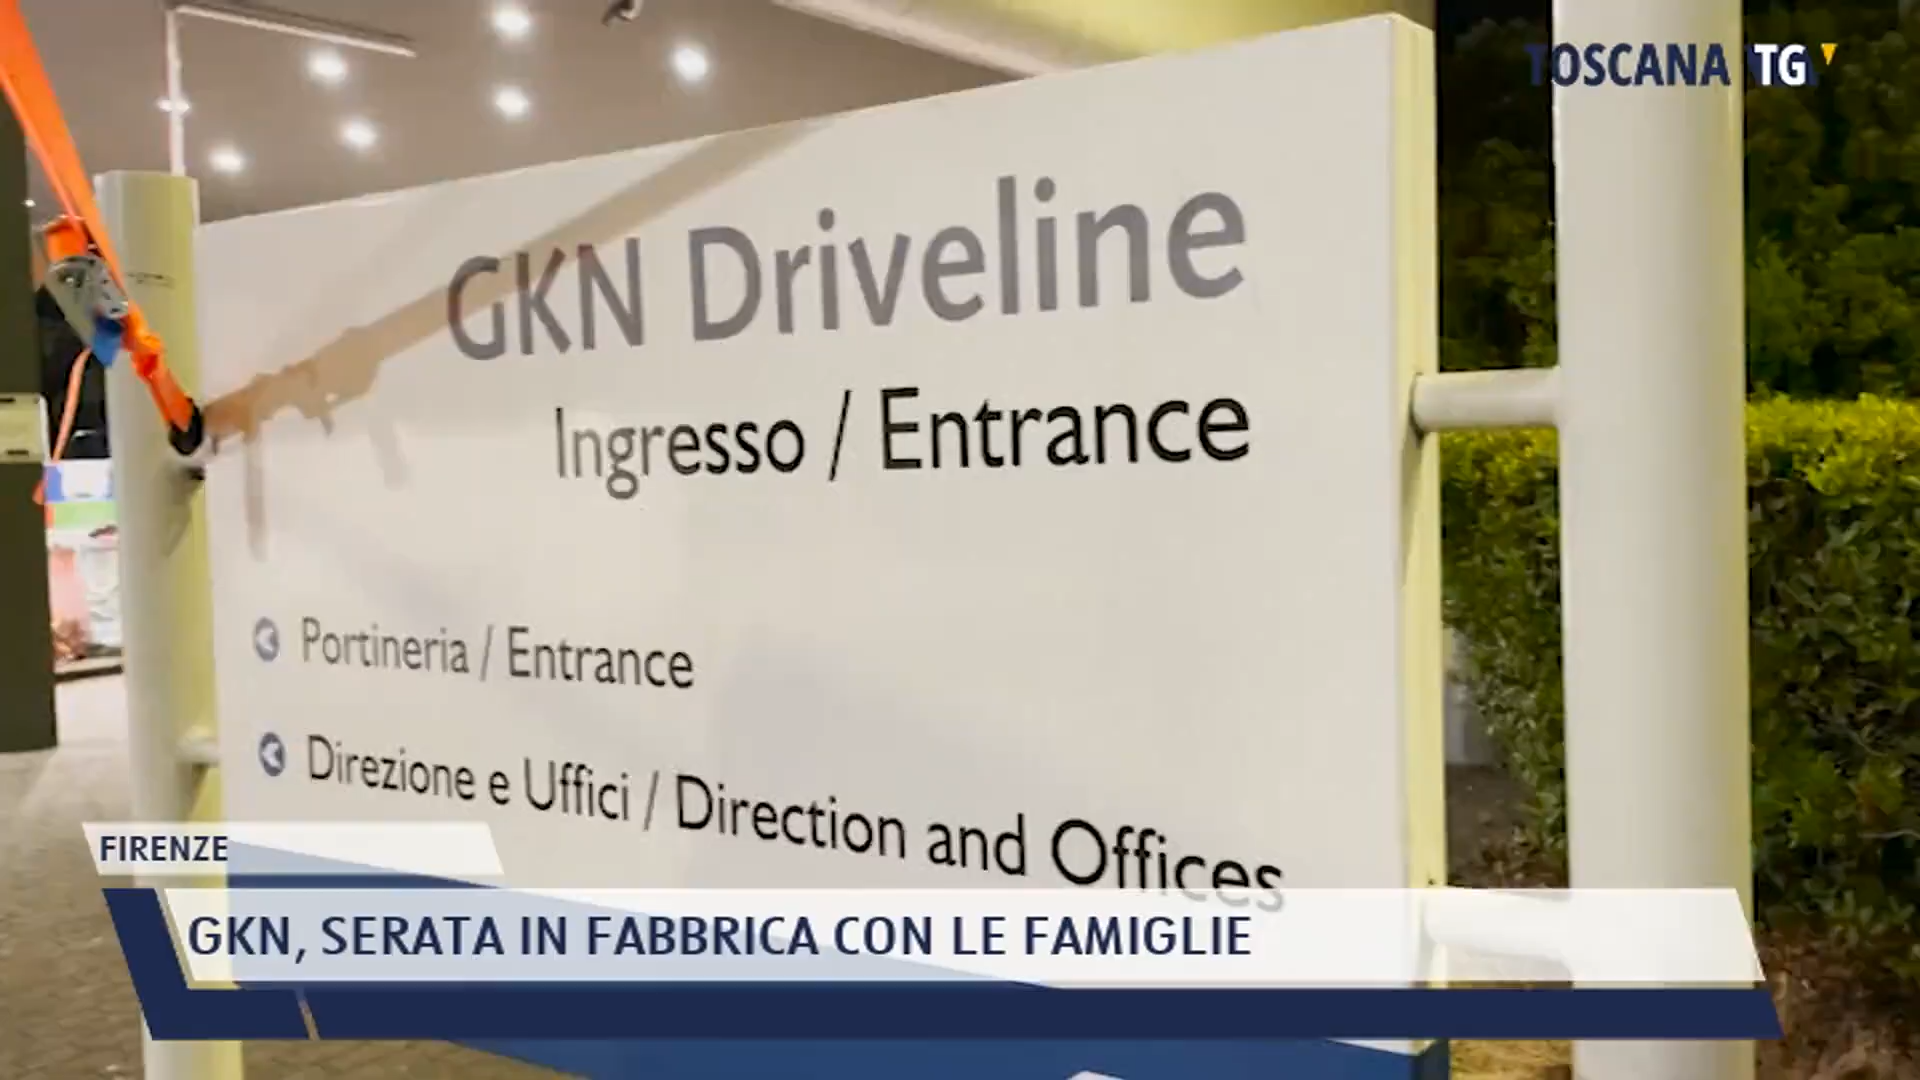 TOSCANA TG
GKN Driveline
Ingresso / Entrance
Portineria / Entrance
Direzione e Uffici / Direction and Offices
FIRENZE
GKN, SERATA IN FABBRICA CON LE FAMIGLIE